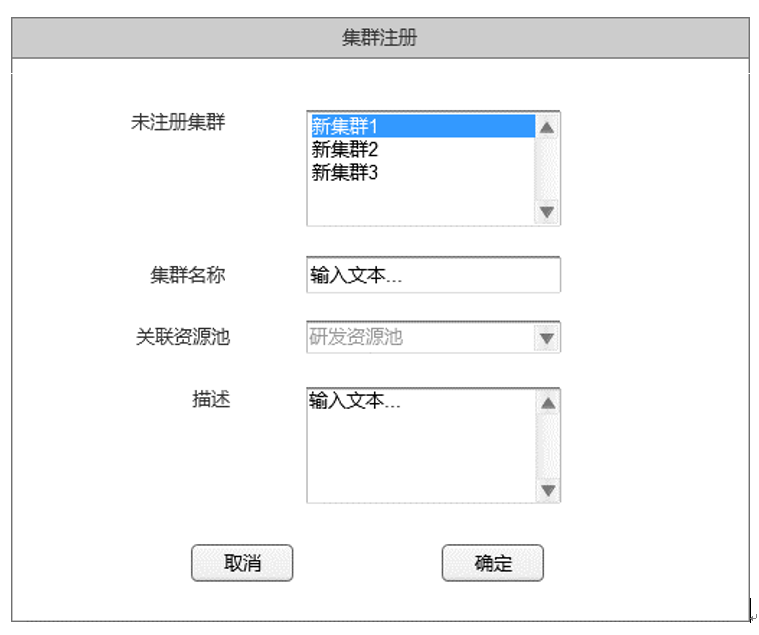 集群注册
未注册集群
新集群1
新集群2
新集群3
集群名称
输入文本...
关联资源池
研发资源池
描述
输入文本...
取消
确定